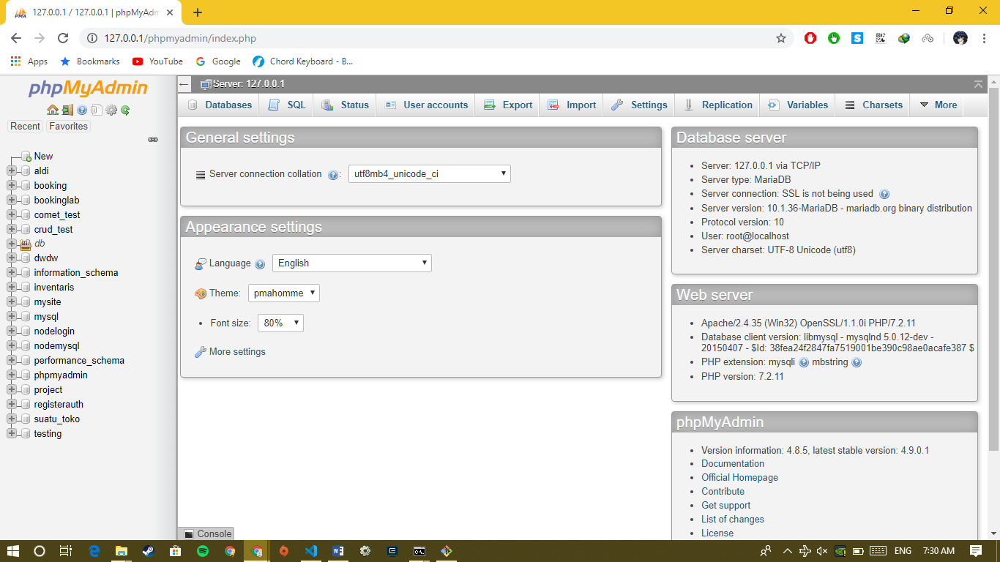 127.0.0.1 / 127.0.0.1 | phpMyAdm
127.0.0.1/phpmyadmin/index.php
Apps Bookmarks YouTube Google Chord Keyboard - B...
phpMyAdmin
Recent Favorites
New
aldi
booking
bookinglab
comet_test
crud_test
db
dwdw
information_schema
inventaris
mysite
mysql
nodelogin
nodemysql
performance_schema
phpmyadmin
project
registerauth
suatu_toko
testing
Server: 127.0.0.1
Databases SQL Status User accounts Export Import Settings Replication Variables Charsets More
General settings
Server connection collation : utf8mb4_unicode_ci
Appearance settings
Language English
Theme: pmahomme
Font size: 80%
More settings
Database server
Server: 127.0.0.1 via TCP/IP
Server type: MariaDB
Server connection: SSL is not being used
Server version: 10.1.36-MariaDB - mariadb.org binary distribution
Protocol version: 10
User: root@localhost
Server charset: UTF-8 Unicode (utf8)
Web server
Apache/2.4.35 (Win32) OpenSSL/1.1.0i PHP/7.2.11
Database client version: libmysql - mysqlnd 5.0.12-dev -
20150407 - $Id: 38fea24f2847fa7519001be390c98ae0acafe387 $
PHP extension: mysqli mbstring
PHP version: 7.2.11
phpMyAdmin
Version information: 4.8.5, latest stable version: 4.9.0.1
Documentation
Official Homepage
Contribute
Get support
List of changes
License
Console
ENG 7:30 AM